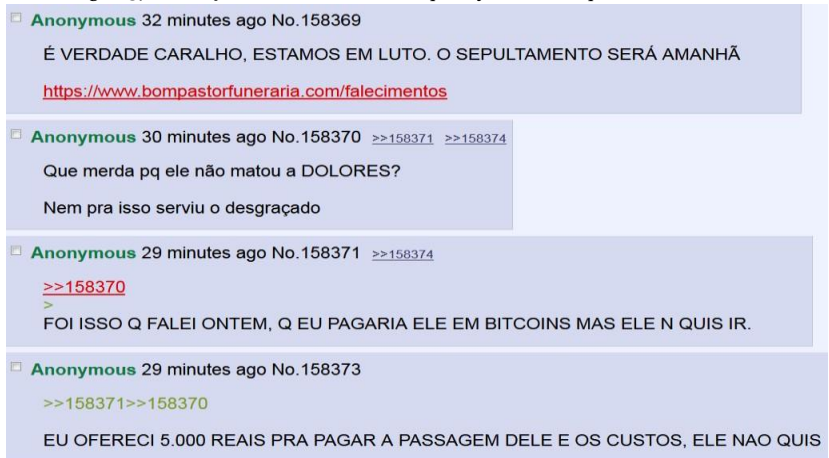 Anonymous 32 minutes ago No.158369
É VERDADE CARALHO, ESTAMOS EM LUTO. O SEPULTAMENTO SERÁ AMANHÃ
https://www.bompastorfuneraria.com/falecimentos
Anonymous 30 minutes ago No.158370 >>158371 >>158374
Que merda pq ele não matou a DOLORES?
Nem pra isso serviu o desgraçado
Anonymous 29 minutes ago No.158371 >>158374
>>158370
>
FOI ISSO Q FALEI ONTEM, Q EU PAGARIA ELE EM BITCOINS MAS ELE N QUIS IR.
Anonymous 29 minutes ago No.158373
>>158371>>158370
EU OFERECI 5.000 REAIS PRA PAGAR A PASSAGEM DELE E OS CUSTOS, ELE NAO QUIS